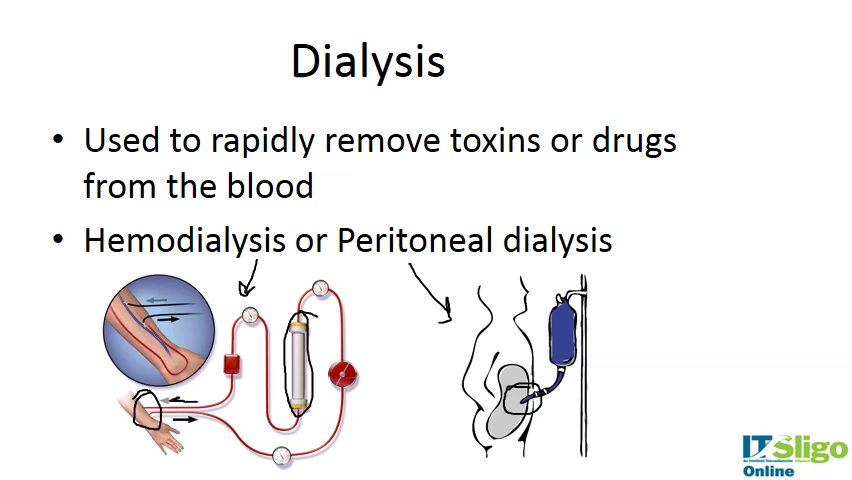 Dialysis
• Used to rapidly remove toxins or drugs
from the blood
• Hemodialysis or Peritoneal dialysis
IT Sligo
Online